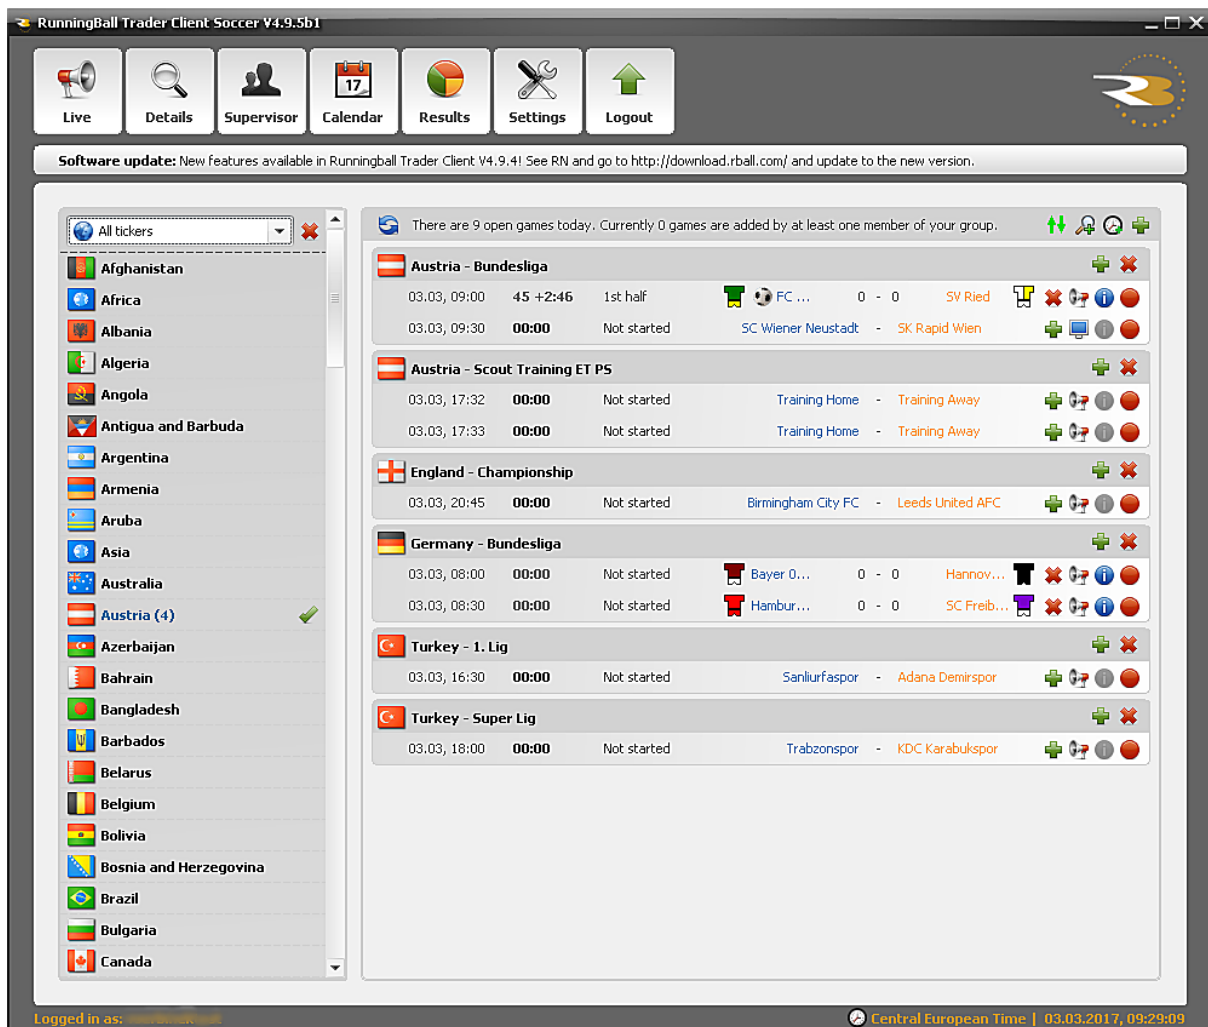 RunningBall Trader Client Soccer V4.9.5b1
Live
Details
Supervisor
17
Calendar
Results
Settings
Logout
Software update: New features available in Runningball Trader Client V4.9.4! See RN and go to http://download.rball.com/ and update to the new version.
All tickers
Afghanistan
Africa
Albania
Algeria
Angola
Antigua and Barbuda
Argentina
Armenia
Aruba
Asia
Australia
Austria (4)
Azerbaijan
Bahrain
Bangladesh
Barbados
Belarus
Belgium
Bolivia
Bosnia and Herzegovina
Brazil
Bulgaria
Canada
There are 9 open games today. Currently 0 games are added by at least one member of your group.
Austria - Bundesliga
03.03, 09:00 45 +2:46 1st half FC ... 0 - 0 SV Ried
03.03, 09:30 00:00 Not started SC Wiener Neustadt - SK Rapid Wien
Austria - Scout Training ET PS
03.03, 17:32 00:00 Not started Training Home - Training Away
03.03, 17:33 00:00 Not started Training Home - Training Away
England - Championship
03.03, 20:45 00:00 Not started Birmingham City FC - Leeds United AFC
Germany - Bundesliga
03.03, 08:00 00:00 Not started Bayer 0... 0 - 0 Hannov...
03.03, 08:30 00:00 Not started Hambur... 0 - 0 SC Freib...
Turkey - 1. Lig
03.03, 16:30 00:00 Not started Sanliurfaspor - Adana Demirspor
Turkey - Super Lig
03.03, 18:00 00:00 Not started Trabzonspor - KDC Karabukspor
Logged in as:
Central European Time | 03.03.2017, 09:29:09